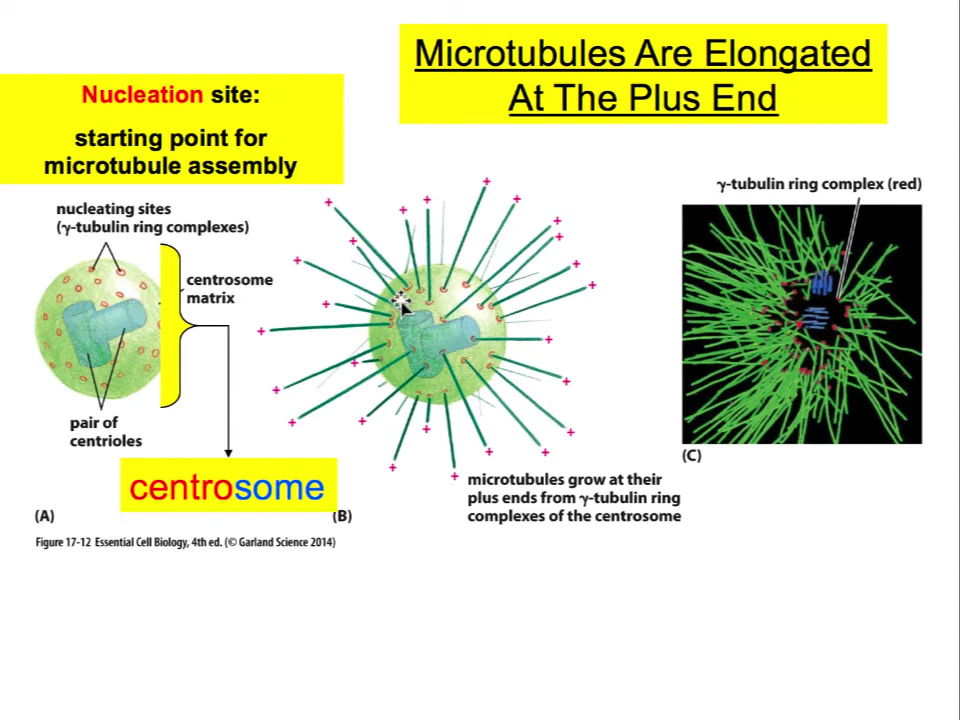 Microtubules Are Elongated
At The Plus End
Nucleation site:
starting point for
microtubule assembly
nucleating sites
(γ-tubulin ring complexes)
centrosome
matrix
pair of
centrioles
centrosome
(A)
+ + + + + + + + + + + + + + + + + + + + + + + +
microtubules grow at their
plus ends from γ-tubulin ring
complexes of the centrosome
(B)
γ-tubulin ring complex (red)
(C)
Figure 17-12 Essential Cell Biology, 4th ed. (© Garland Science 2014)